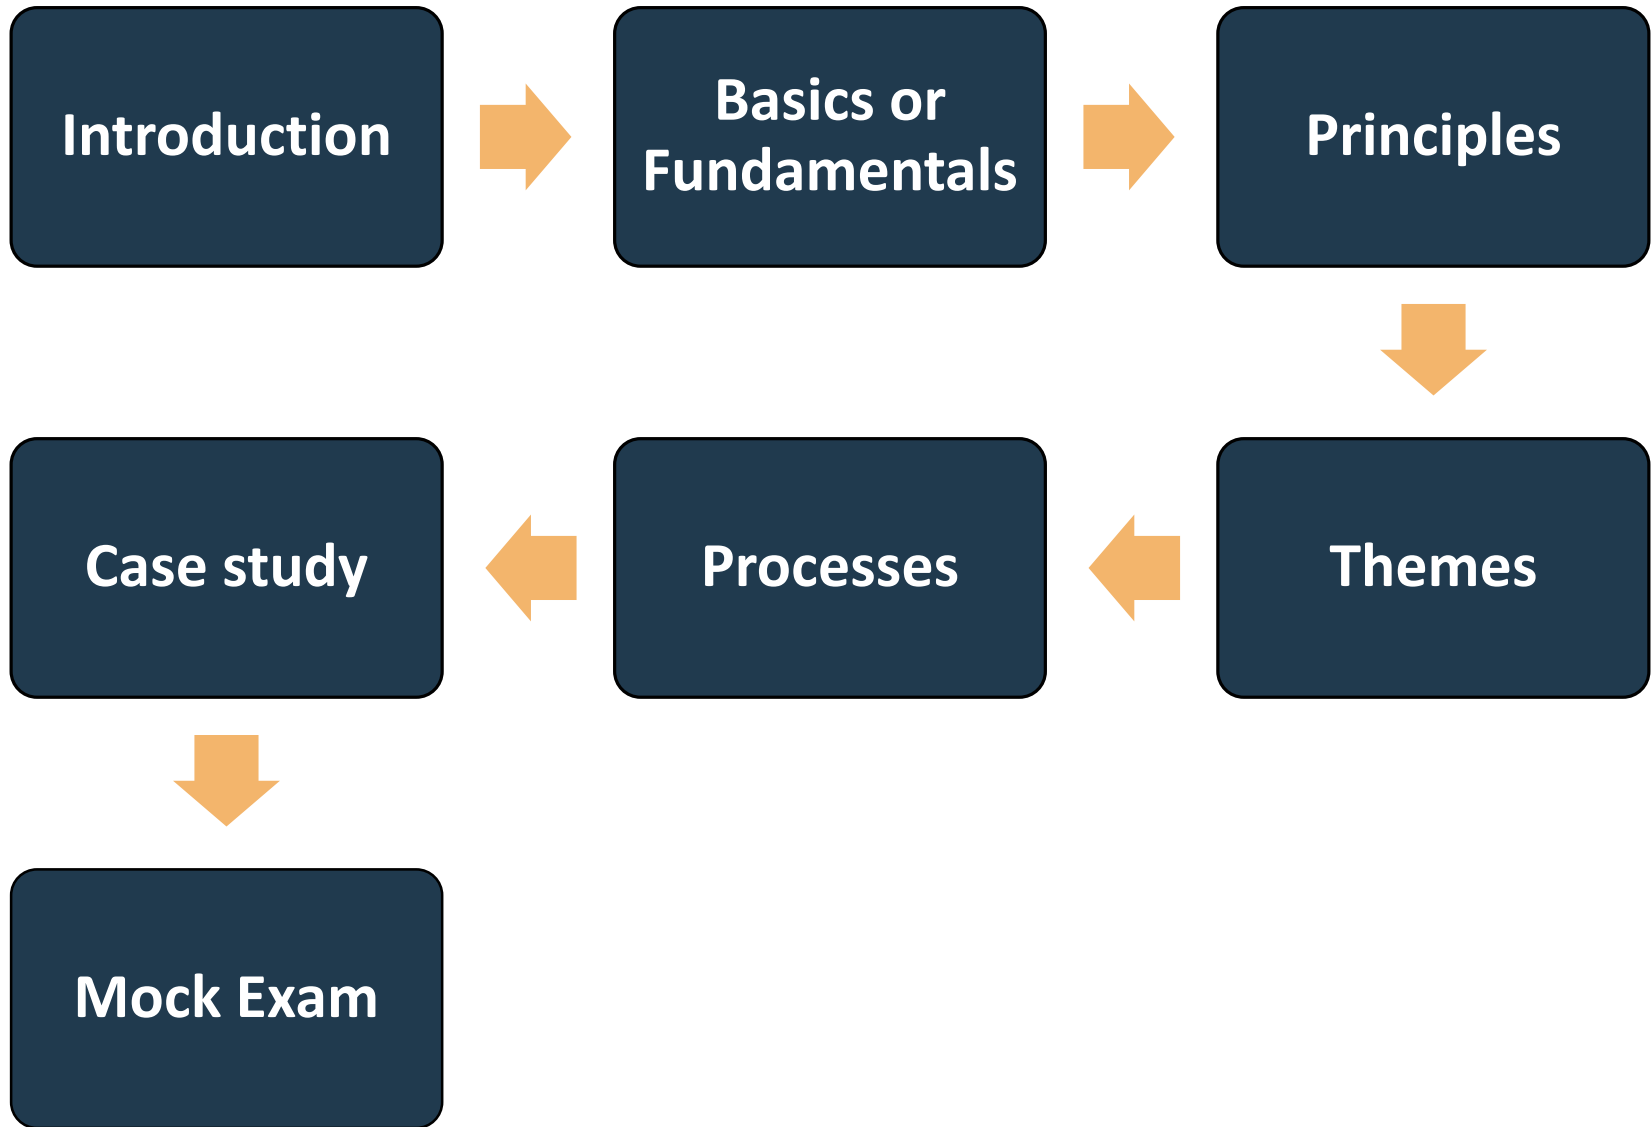 Introduction
Basics or
Fundamentals
Principles
Themes
Processes
Case study
Mock Exam